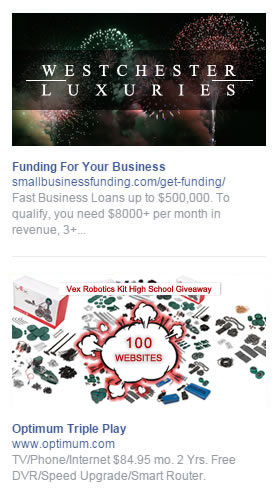 WESTCHESTER
LUXURIES
Funding For Your Business
smallbusinessfunding.com/get-funding/
Fast Business Loans up to $500,000. To
qualify, you need $8000+ per month in
revenue, 3+...
Vex Robotics Kit High School Giveaway
100
WEBSITES
Optimum Triple Play
www.optimum.com
TV/Phone/Internet $84.95 mo. 2 Yrs. Free
DVR/Speed Upgrade/Smart Router.